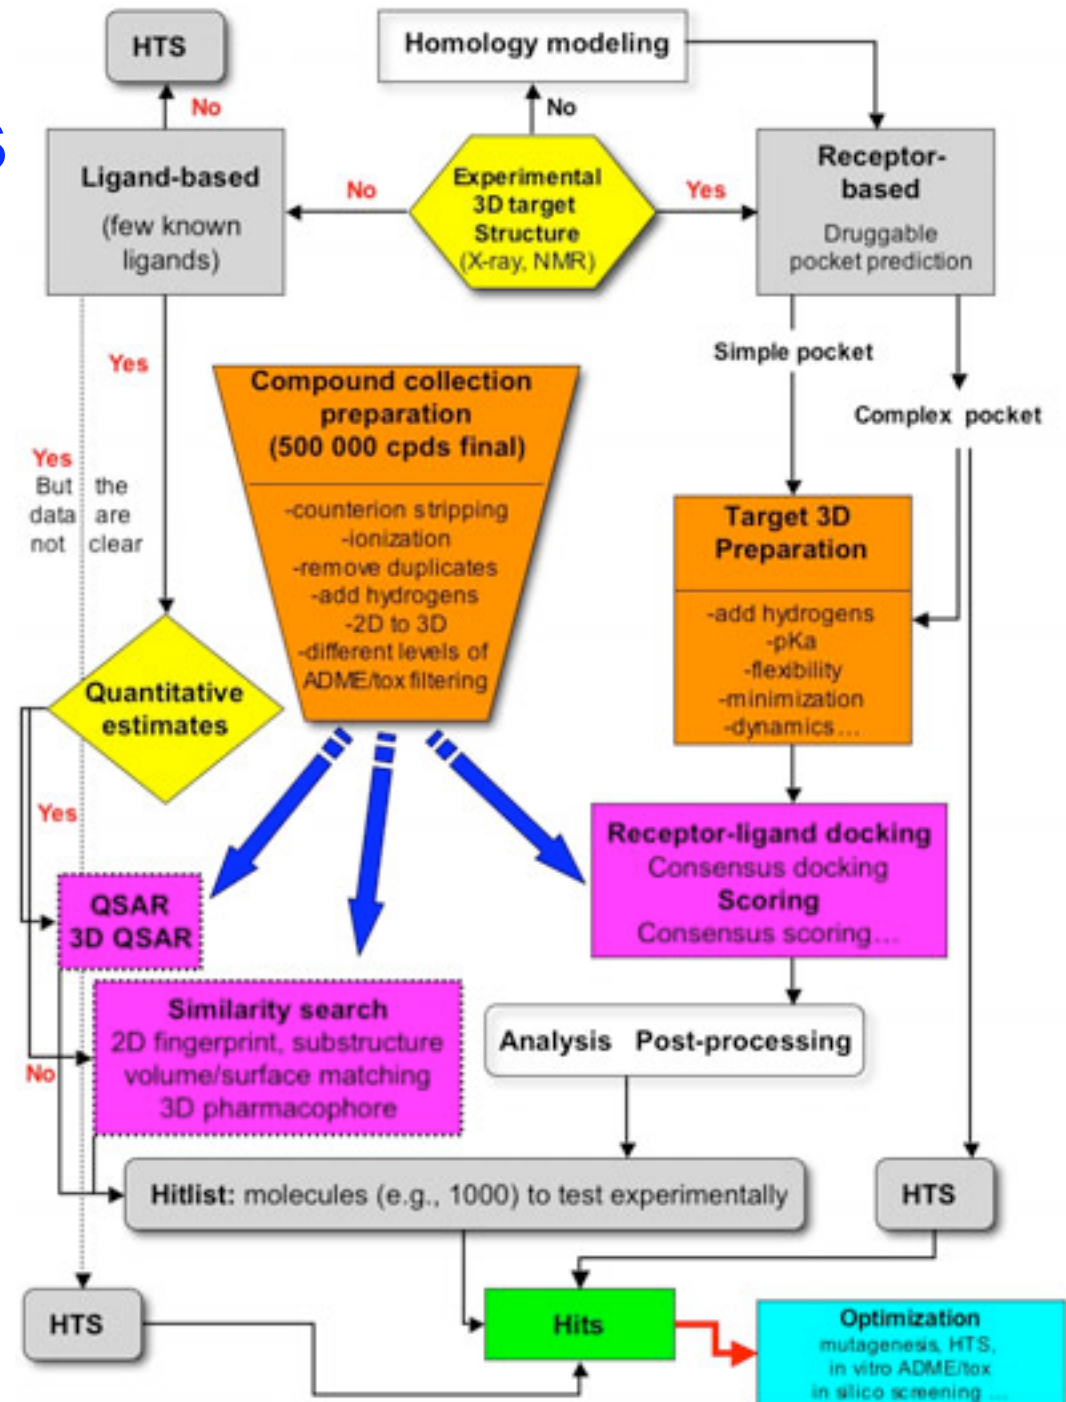 HTS
Homology modeling
No
No
S
Ligand-based
(few known
ligands)
No
Experimental
3D target
Structure
(X-ray, NMR)
Yes
Receptor-
based
Druggable
pocket prediction
Yes
Simple pocket
Complex pocket
Compound collection
preparation
(500 000 cpds final)
-counterion stripping
-ionization
-remove duplicates
-add hydrogens
-2D to 3D
-different levels of
ADME/tox filtering
Yes
But the
data are
not clear
Target 3D
Preparation
-add hydrogens
-pKa
-flexibility
-minimization
-dynamics...
Quantitative
estimates
Yes
QSAR
3D QSAR
Receptor-ligand docking
Consensus docking
Scoring
Consensus scoring...
Similarity search
2D fingerprint, substructure
volume/surface matching
3D pharmacophore
No
Analysis Post-processing
Hitlist: molecules (e.g., 1000) to test experimentally
HTS
HTS
Hits
Optimization
mutagenesis, HTS,
in vitro ADME/tox
in silico screening ...